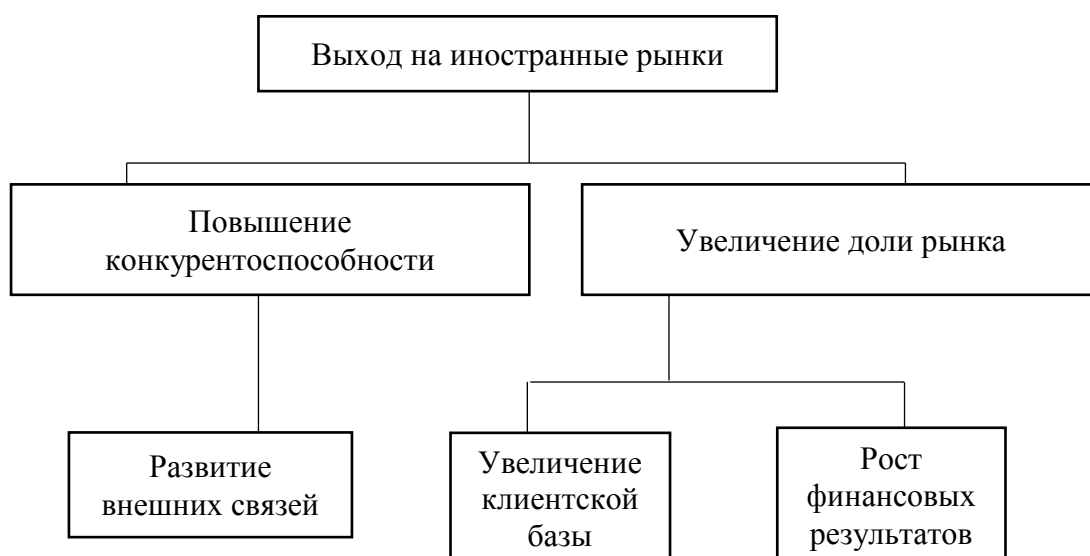 Выход на иностранные рынки
Повышение
конкурентоспособности
Увеличение доли рынка
Развитие
внешних связей
Увеличение
клиентской
базы
Рост
финансовых
результатов